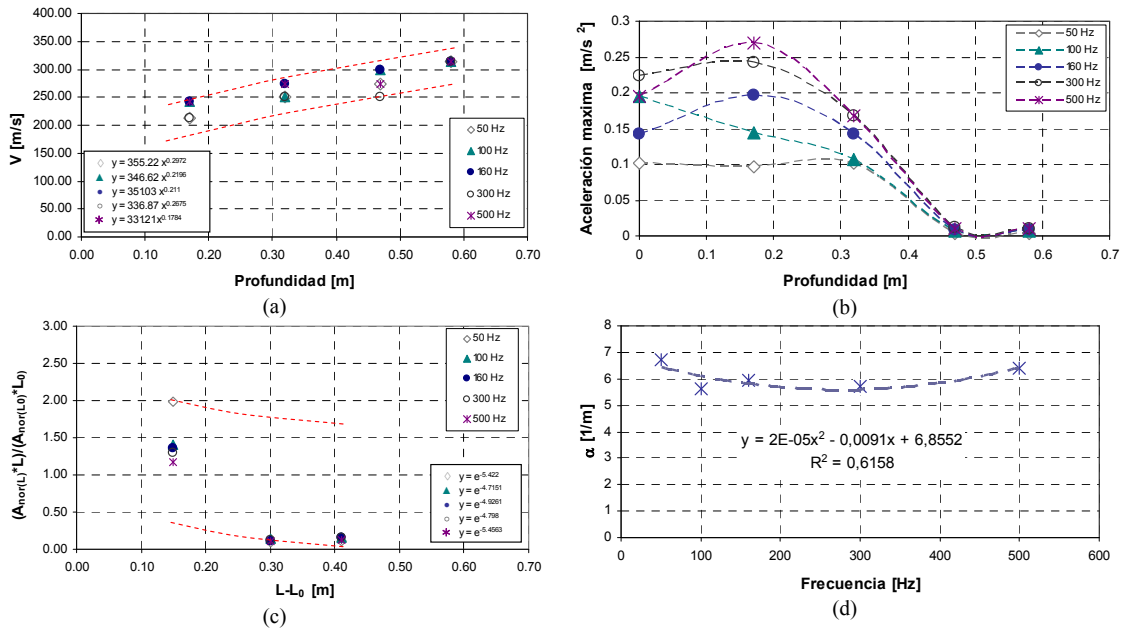 400.00
350.00
300.00
250.00
200.00
150.00
100.00
50.00
0.00
V [m/s]
50 Hz
100 Hz
160 Hz
300 Hz
500 Hz
y = 355.22 x^0.2972
y = 346.62 x^0.2196
y = 35103 x^0.211
y = 336.87 x^0.2675
y = 33121 x^0.1784
0.00 0.10 0.20 0.30 0.40 0.50 0.60 0.70
Profundidad [m]
(a)
0.3
0.25
0.2
0.15
0.1
0.05
0
Aceleración maxima [m/s²]
50 Hz
100 Hz
160 Hz
300 Hz
500 Hz
0 0.1 0.2 0.3 0.4 0.5 0.6 0.7
Profundidad [m]
(b)
3.00
2.50
2.00
1.50
1.00
0.50
0.00
(Anor(L)*L)/(Anor(L0)*L0)
50 Hz
100 Hz
160 Hz
300 Hz
500 Hz
y = e^-5.422
y = e^-4.7151
y = e^-4.9261
y = e^-4.798
y = e^-5.4563
0.00 0.10 0.20 0.30 0.40 0.50 0.60 0.70
L-L0 [m]
(c)
8
7
6
5
4
3
2
1
0
α [1/m]
y = 2E-05x² - 0,0091x + 6,8552
R² = 0,6158
0 100 200 300 400 500 600
Frecuencia [Hz]
(d)